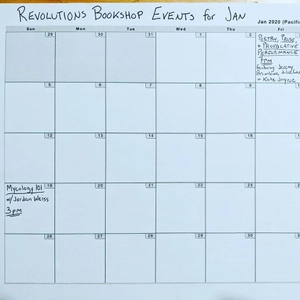 Revolutions Bookshop Events for Jan
Jan 2020 (Pacific
Sun
Mon
Tue
Wed
Thu
Fri
29
30
31
1
2
3
Poetry, Prose,
+ Provocative
Performance
7pm
featuring Jeremy
+ Kate Joyne
5
6
7
8
9
10
12
13
14
15
16
17
19
20
21
22
23
24
Mycology 101
w/ Jordan Weiss
3pm
26
27
28
29
30
31